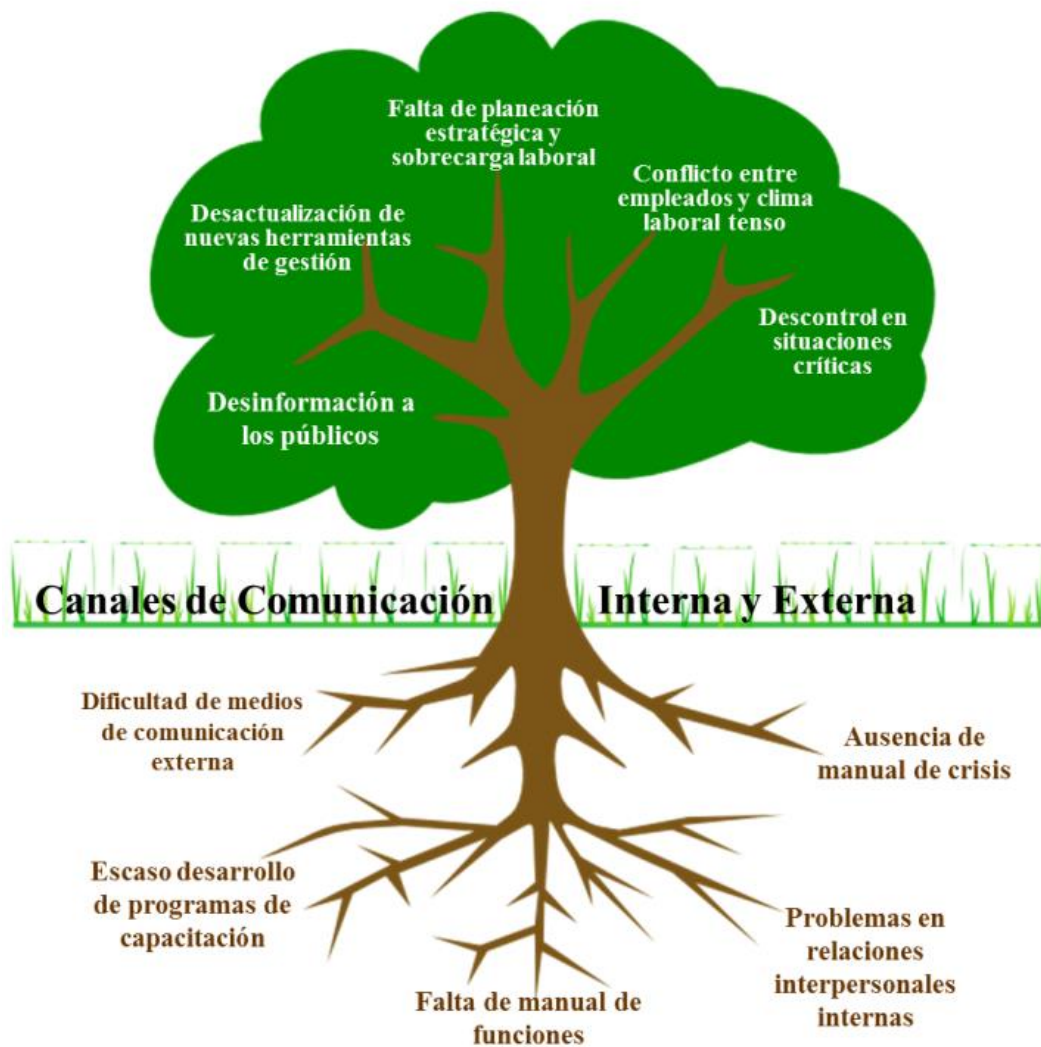 Falta de planeación
estratégica y
sobrecarga laboral
Conflicto entre
empleados y clima
laboral tenso
Desactualización de
nuevas herramientas
de gestión
Descontrol en
situaciones
críticas
Desinformación a
los públicos
Canales de Comunicación Interna y Externa
Dificultad de medios
de comunicación
externa
Ausencia de
manual de crisis
Escaso desarrollo
de programas de
capacitación
Problemas en
relaciones
interpersonales
internas
Falta de manual de
funciones